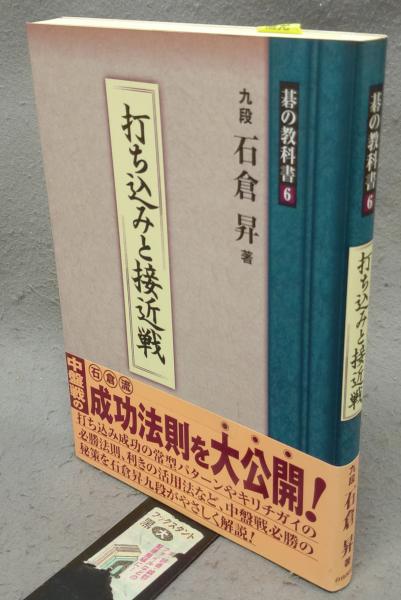 碁の教科書 6
九段 石倉 昇 著
打ち込みと接近戦
石倉流
中盤戦の
成功法則を大公開!
打ち込み成功の常型パターンやキリチガイの
必勝法則、利きの活用法など、中盤戦必勝の
秘策を石倉昇九段がやさしく解説!
碁の教科書 6
打ち込みと接近戦
九段 石倉 昇 著
ブックスタンド
黒 大